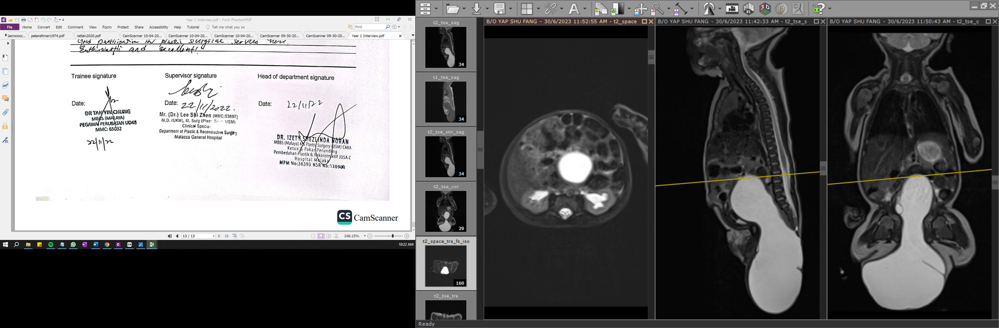 Year 1 Interview.pdf - Foxit PhantomPDF
File Home Convert Edit Comment View Form Protect Share Accessibility Help Tutorial Tell me what you wa Find
Sacrococc... peteraltman1974.pdf rattan2020.pdf CamScanner 10-04-20... CamScanner 10-04-20... CamScanner 10-04-20... CamScanner 09-30-20... CamScanner 09-30-20... Year 1 Interview.pdf
Good participation in plastic surgical services here.
Enthusiastic and excellent!
Trainee signature
Supervisor signature
Head of department signature
Date:
DR TAN YIN CHUNG
MBBS (MALAYA)
PEGAWAI PERUBATAN UD48
MMC: 65032
22/11/22
Date: 22/11/2022.
Mr. (Dr.) Lee Shi Zhen (MMC:53897)
M.D. (UKM), M. Surg (Plas USM)
Clinical Special
Department of Plastic & Reconsructive Surgery
Malacca General Hospital
Date: 22/11/22
DR. IZETY SHEZLINDA NORAN
MBBS (Malaya) MS Plastic Surgery (USM) CMIA
Ketua & Pakar Perunding
Pembedahan Plastik & Rekonstruktif JUSA C
Hospital Melaka
MPM No:36393 NSR No:130903
CS CamScanner
13 / 13
246.15%
EN
10:22 AM
A
MPR
3D
F
t2_tse_sag
34
t1_tse_sag
34
t2_tse_stir_sag
34
t2_tse_cor
29
t2_space_tra_fs_iso
160
t2_tse_tra
B/O YAP SHU FANG - 30/6/2023 11:52:55 AM - t2_space
B/O YAP SHU FANG - 30/6/2023 11:42:33 AM - t2_tse_s
B/O YAP SHU FANG - 30/6/2023 11:50:43 AM - t2_tse_c
Ready